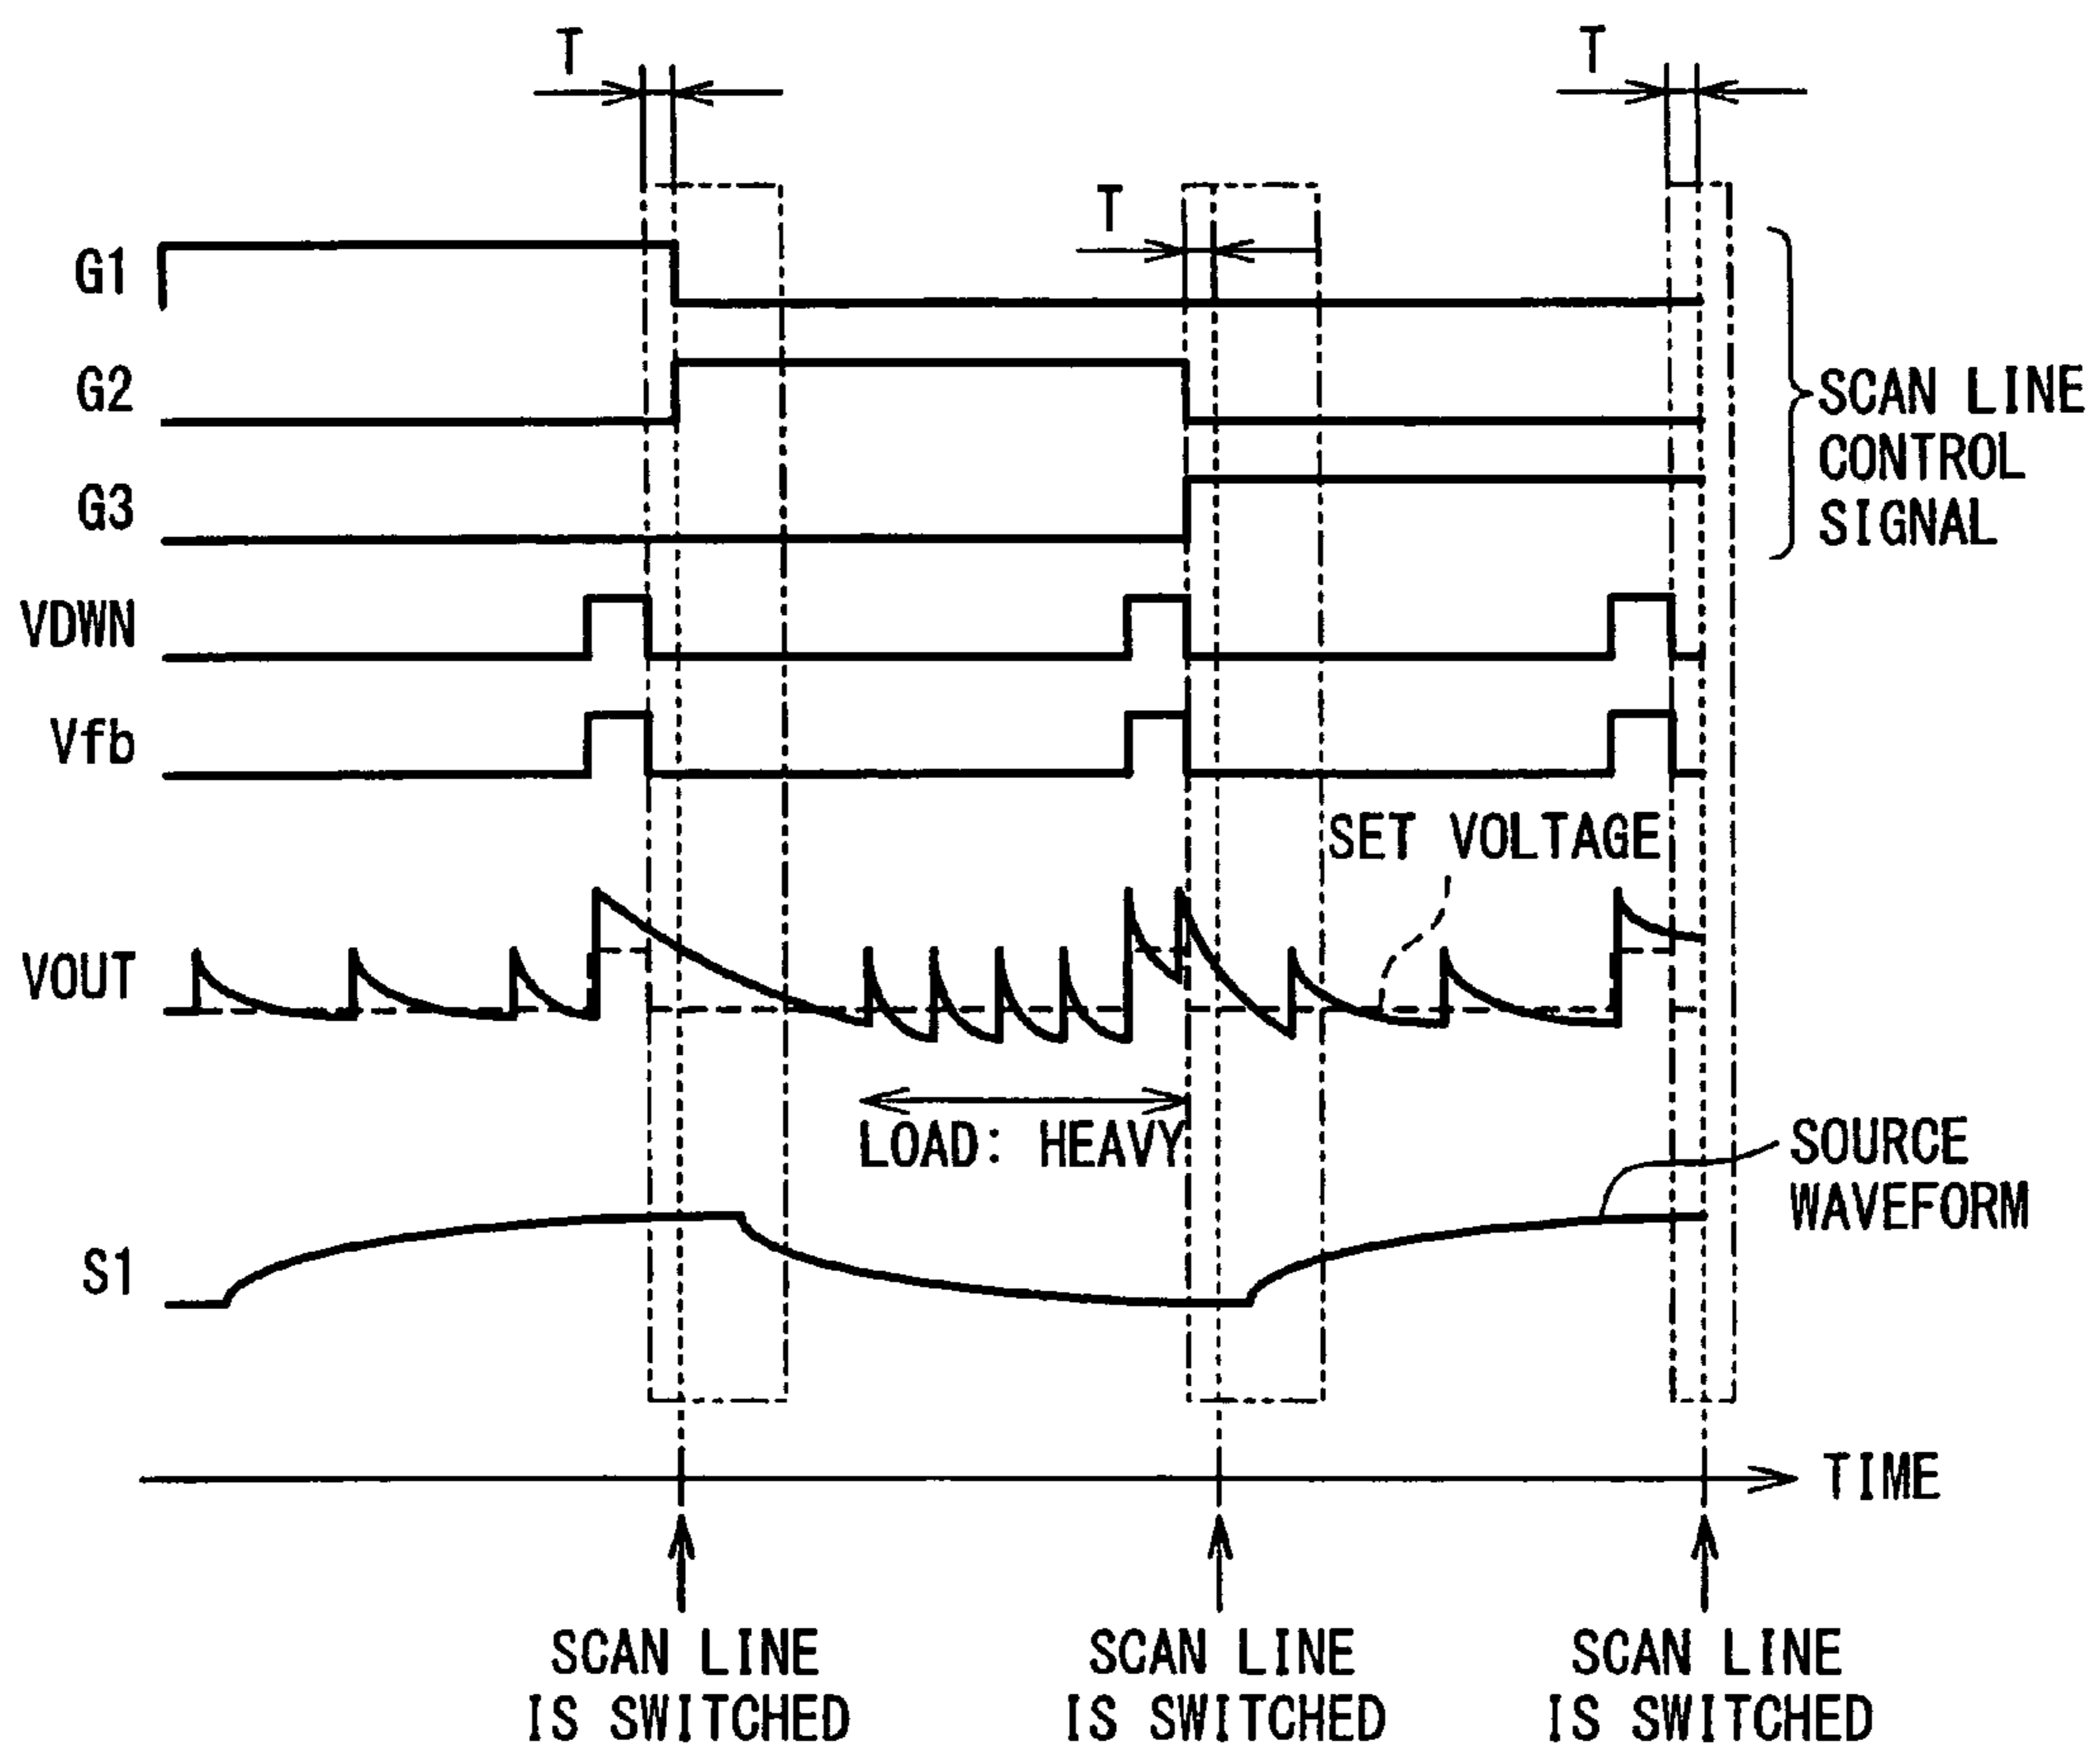 T
T
T
G1
G2
G3
SCAN LINE
CONTROL
SIGNAL
VDWN
Vfb
SET VOLTAGE
VOUT
LOAD: HEAVY
SOURCE
WAVEFORM
S1
TIME
SCAN LINE
IS SWITCHED
SCAN LINE
IS SWITCHED
SCAN LINE
IS SWITCHED